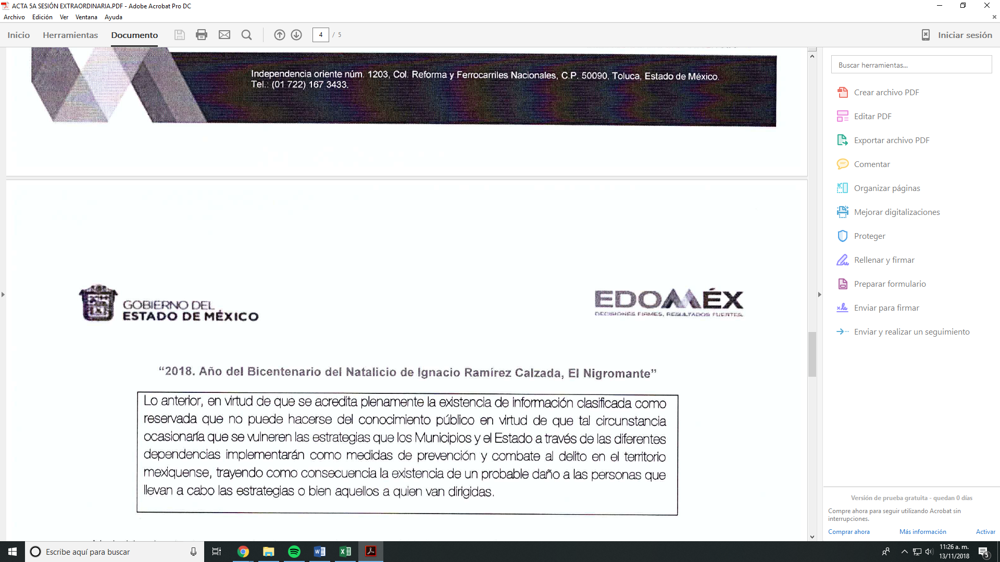 ACTA 5A SESIÓN EXTRAORDINARIA.PDF - Adobe Acrobat Pro DC
Archivo Edición Ver Ventana Ayuda
Inicio Herramientas Documento 4 / 5 Iniciar sesión
Independencia oriente núm. 1203, Col. Reforma y Ferrocarriles Nacionales, C.P. 50090, Toluca, Estado de México.
Tel.: (01 722) 167 3433.
GOBIERNO DEL
ESTADO DE MÉXICO
EDOMÉX
DECISIONES FIRMES, RESULTADOS FUERTES.
“2018. Año del Bicentenario del Natalicio de Ignacio Ramírez Calzada, El Nigromante”
Lo anterior, en virtud de que se acredita plenamente la existencia de información clasificada como
reservada que no puede hacerse del conocimiento público en virtud de que tal circunstancia
ocasionaría que se vulneren las estrategias que los Municipios y el Estado a través de las diferentes
dependencias implementarán como medidas de prevención y combate al delito en el territorio
mexiquense, trayendo como consecuencia la existencia de un probable daño a las personas que
llevan a cabo las estrategias o bien aquellos a quien van dirigidas.
Buscar herramientas...
Crear archivo PDF
Editar PDF
Exportar archivo PDF
Comentar
Organizar páginas
Mejorar digitalizaciones
Proteger
Rellenar y firmar
Preparar formulario
Enviar para firmar
Enviar y realizar un seguimiento
Versión de prueba gratuita - quedan 0 días
Compre ahora para seguir utilizando Acrobat sin
interrupciones.
Comprar ahora Más información Activar
Escribe aquí para buscar
11:26 a. m.
13/11/2018
5